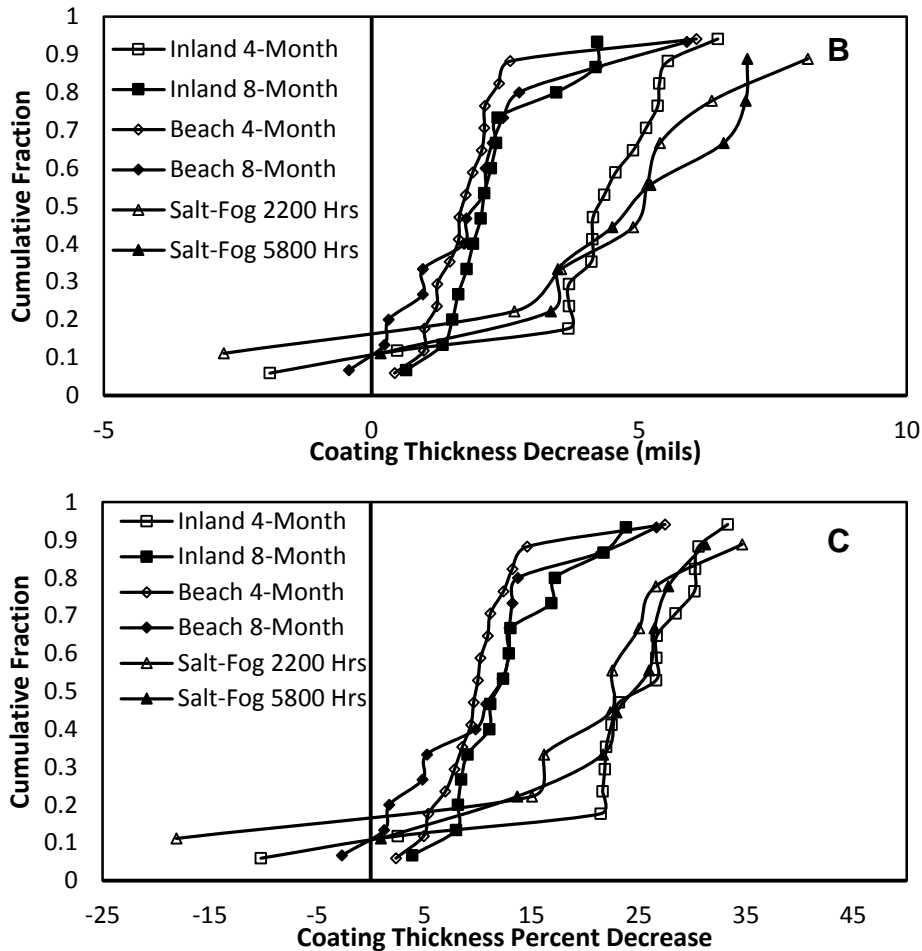 1
0.9
0.8
0.7
0.6
0.5
0.4
0.3
0.2
0.1
0
Cumulative Fraction
Inland 4-Month
Inland 8-Month
Beach 4-Month
Beach 8-Month
Salt-Fog 2200 Hrs
Salt-Fog 5800 Hrs
B
-5 0 5 10
Coating Thickness Decrease (mils)
1
0.9
0.8
0.7
0.6
0.5
0.4
0.3
0.2
0.1
0
Cumulative Fraction
Inland 4-Month
Inland 8-Month
Beach 4-Month
Beach 8-Month
Salt-Fog 2200 Hrs
Salt-Fog 5800 Hrs
C
-25 -15 -5 5 15 25 35 45
Coating Thickness Percent Decrease